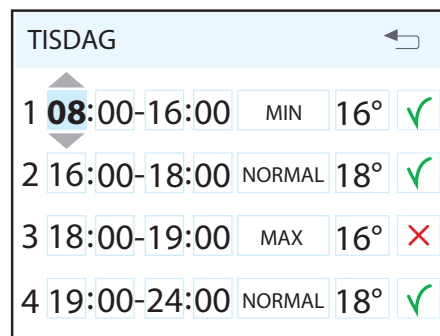 TISDAG
1 08:00-16:00 MIN 16°
2 16:00-18:00 NORMAL 18°
3 18:00-19:00 MAX 16°
4 19:00-24:00 NORMAL 18°